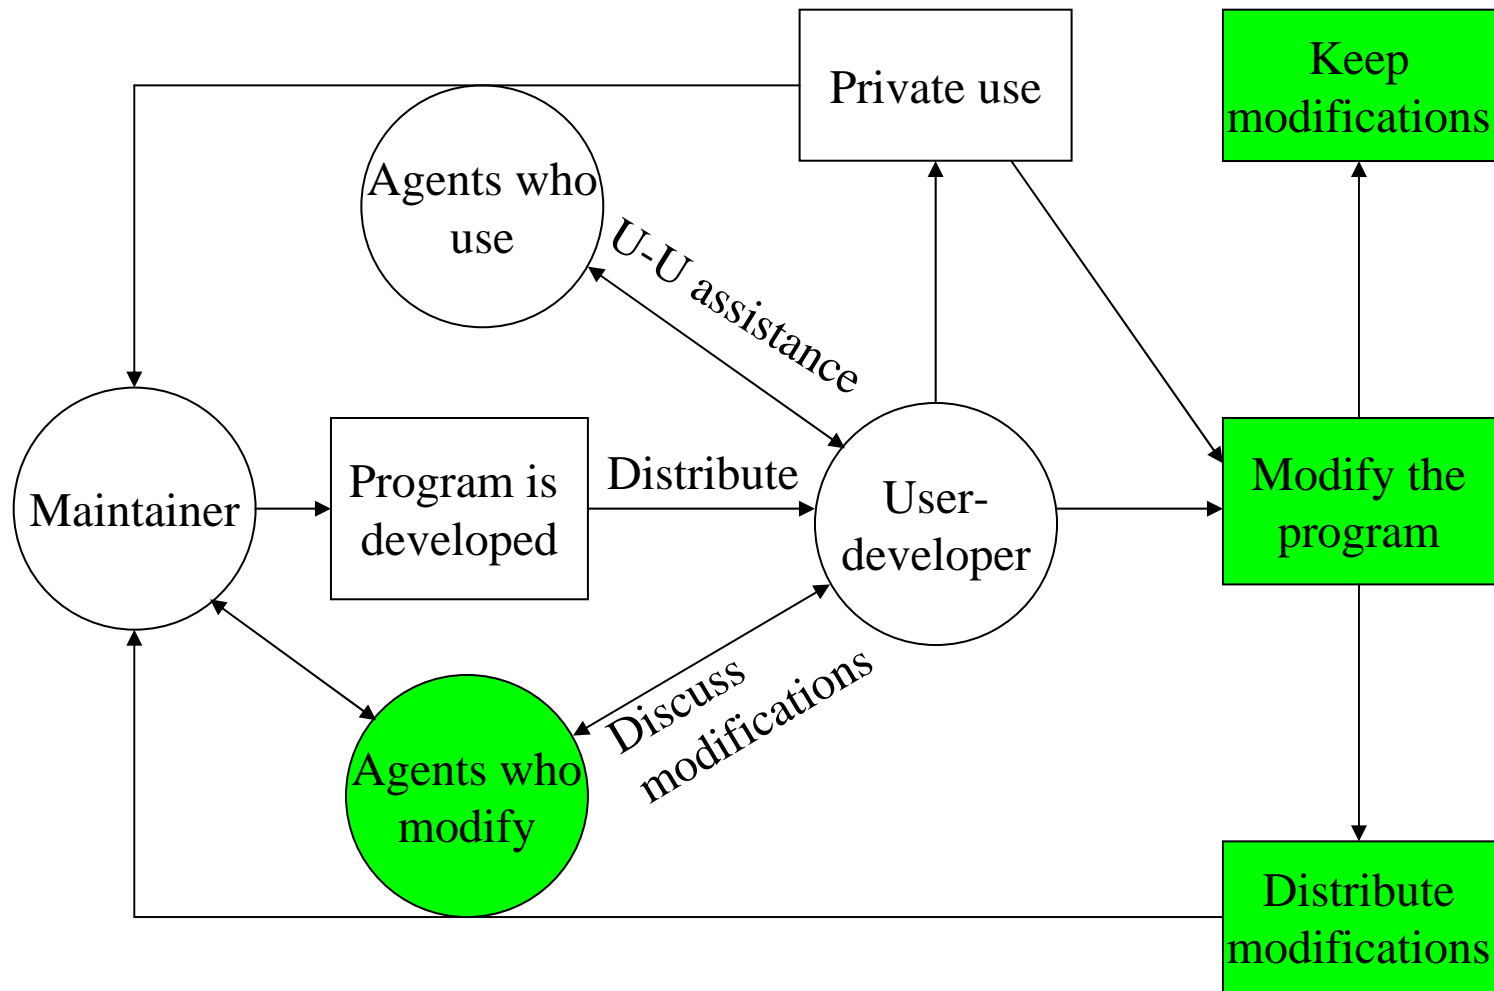 Private use
Keep
modifications
Agents who
use
U-U assistance
Maintainer
Program is
developed
Distribute
User-
developer
Modify the
program
Discuss
modifications
Agents who
modify
Distribute
modifications